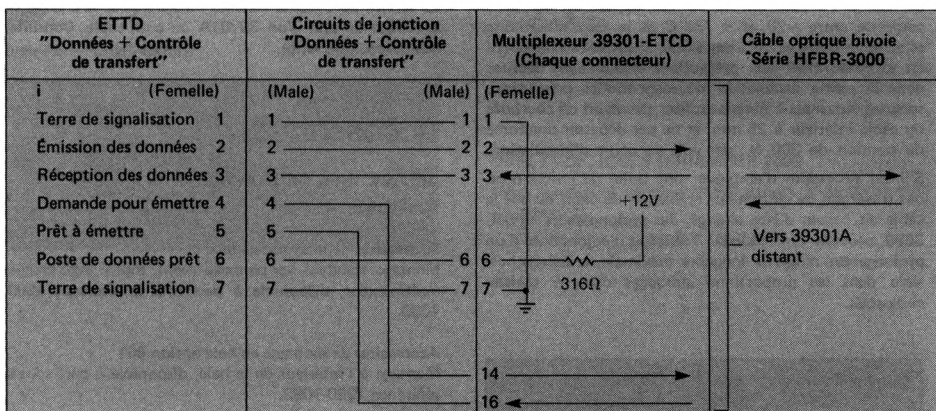 ETTD
"Données + Contrôle
de transfert"
Circuits de jonction
"Données + Contrôle
de transfert"
Multiplexeur 39301-ETCD
(Chaque connecteur)
Câble optique bivoie
"Série HFBR-3000
i (Femelle) (Male) (Male) (Femelle)
Terre de signalisation 1 1 1 1
Émission des données 2 2 2 2
Réception des données 3 3 3 3
Demande pour émettre 4 4 +12V
Prêt à émettre 5 5 Vers 39301A
Poste de données prêt 6 6 6 6 distant
Terre de signalisation 7 7 7 7 316Ω
14
16